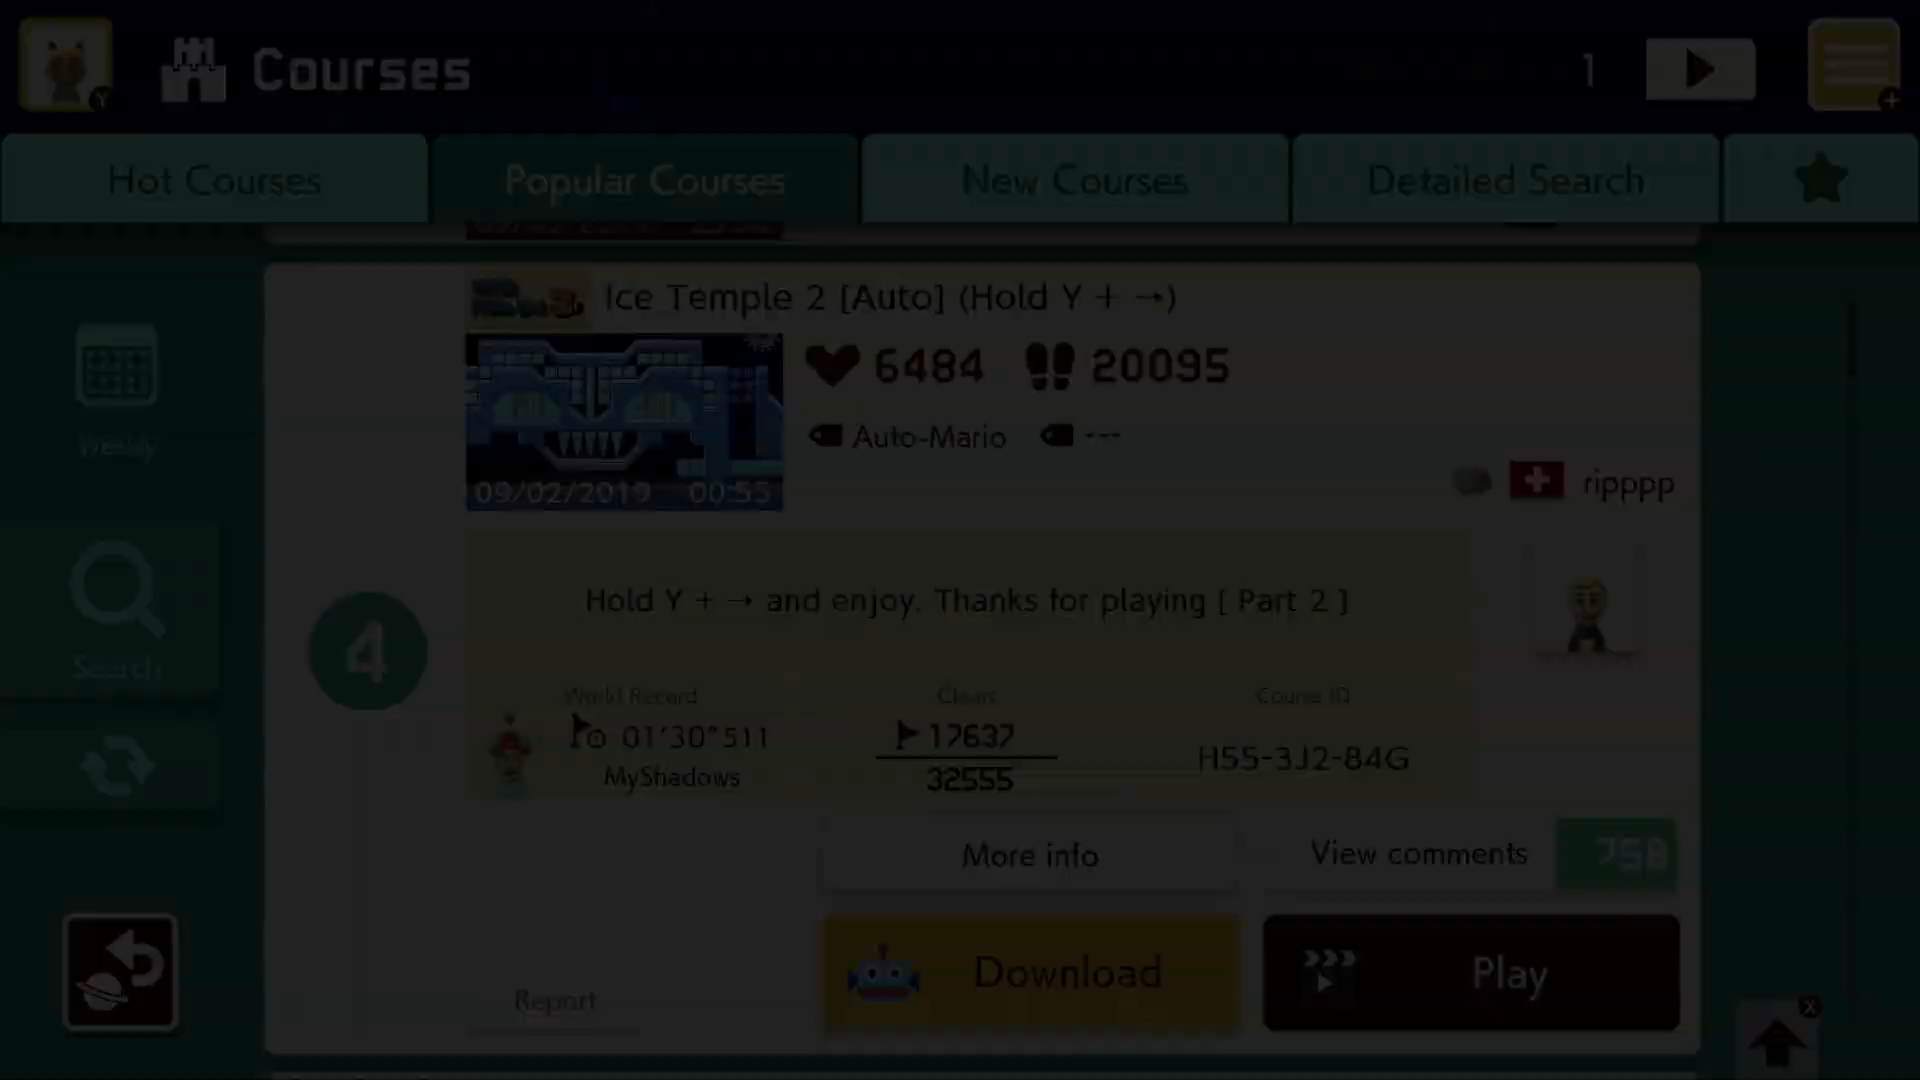 Courses
1
Y
+
Hot Courses
Popular Courses
New Courses
Detailed Search
Weekly
Search
4
Ice Temple 2 [Auto] (Hold Y + →)
6484
20095
Auto-Mario
---
09/02/2019 00:55
ripppp
Hold Y + → and enjoy. Thanks for playing [ Part 2 ]
World Record
01'30"511
MyShadows
Clears
17637
32555
Course ID
H55-3J2-84G
More info
View comments
758
Report
Download
Play
X